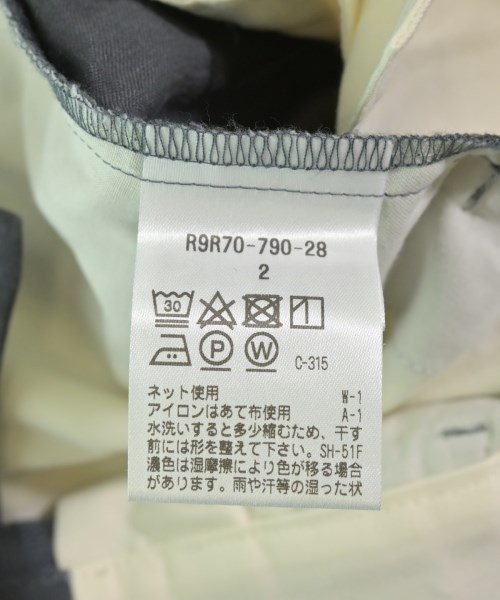 R9R70-790-28
2
30
P W C-315
ネット使用 W-1
アイロンはあて布使用 A-1
水洗いすると多少縮むため、干す
前には形を整えて下さい。SH-51F
濃色は湿摩擦により色が移る場合
があります。雨や汗等の湿った状